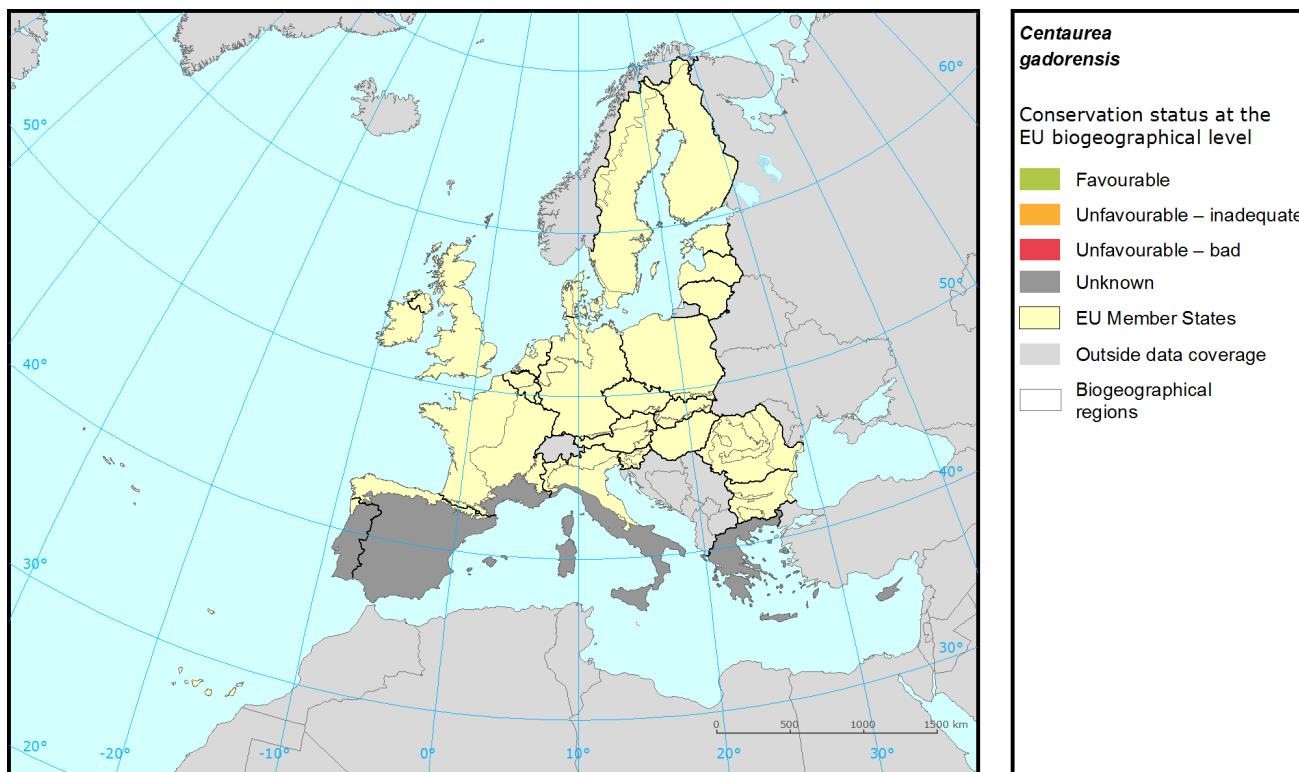 60°
50°
50°
40°
40°
30°
30°
0 500 1000 1500 km
20° -20° -10° 0° 10° 20° 30°
Centaurea
gadorensis
Conservation status at the
EU biogeographical level
Favourable
Unfavourable – inadequate
Unfavourable – bad
Unknown
EU Member States
Outside data coverage
Biogeographical
regions